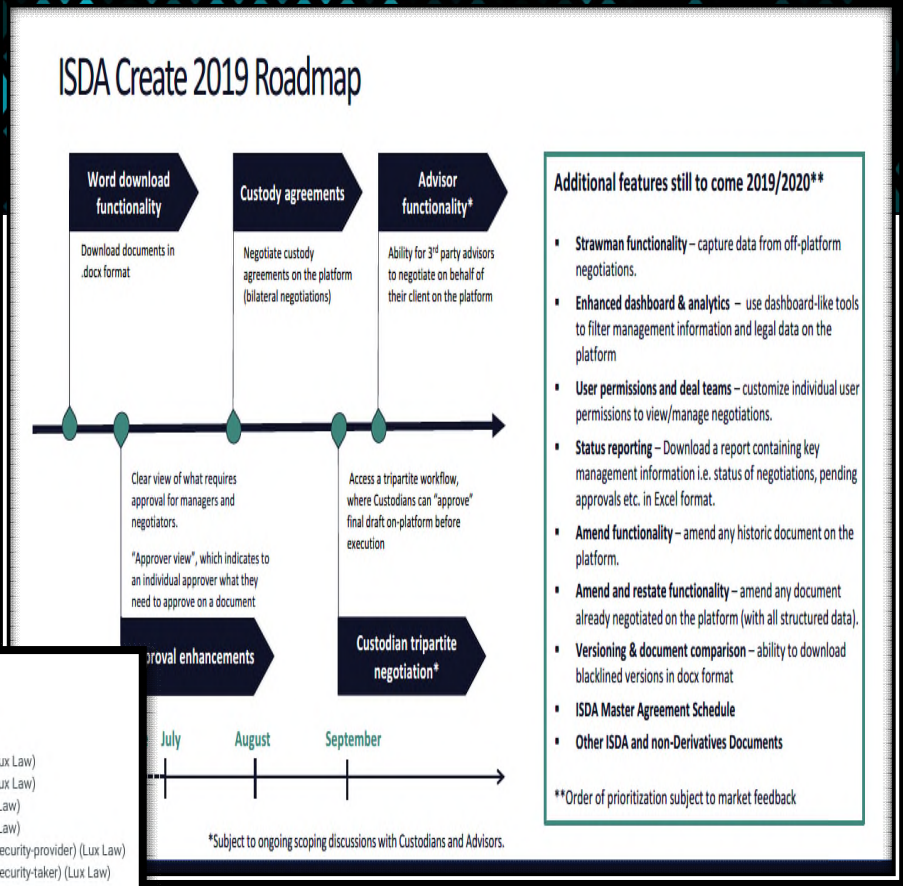 ISDA Create 2019 Roadmap
Word download
functionality
Download documents in
.docx format
Custody agreements
Negotiate custody
agreements on the platform
(bilateral negotiations)
Advisor
functionality*
Ability for 3rd party advisors
to negotiate on behalf of
their client on the platform
Clear view of what requires
approval for managers and
negotiators.
“Approver view”, which indicates to
an individual approver what they
need to approve on a document
proval enhancements
Access a tripartite workflow,
where Custodians can “approve”
final draft on-platform before
execution
Custodian tripartite
negotiation*
July August September
*Subject to ongoing scoping discussions with Custodians and Advisors.
Additional features still to come 2019/2020**
▪ Strawman functionality – capture data from off-platform
negotiations.
▪ Enhanced dashboard & analytics – use dashboard-like tools
to filter management information and legal data on the
platform
▪ User permissions and deal teams – customize individual user
permissions to view/manage negotiations.
▪ Status reporting – Download a report containing key
management information i.e. status of negotiations, pending
approvals etc. in Excel format.
▪ Amend functionality – amend any historic document on the
platform.
▪ Amend and restate functionality – amend any document
already negotiated on the platform (with all structured data).
▪ Versioning & document comparison – ability to download
blacklined versions in docx format
▪ ISDA Master Agreement Schedule
▪ Other ISDA and non-Derivatives Documents
**Order of prioritization subject to market feedback
ux Law)
ux Law)
Law)
Law)
ecurity-provider) (Lux Law)
ecurity-taker) (Lux Law)